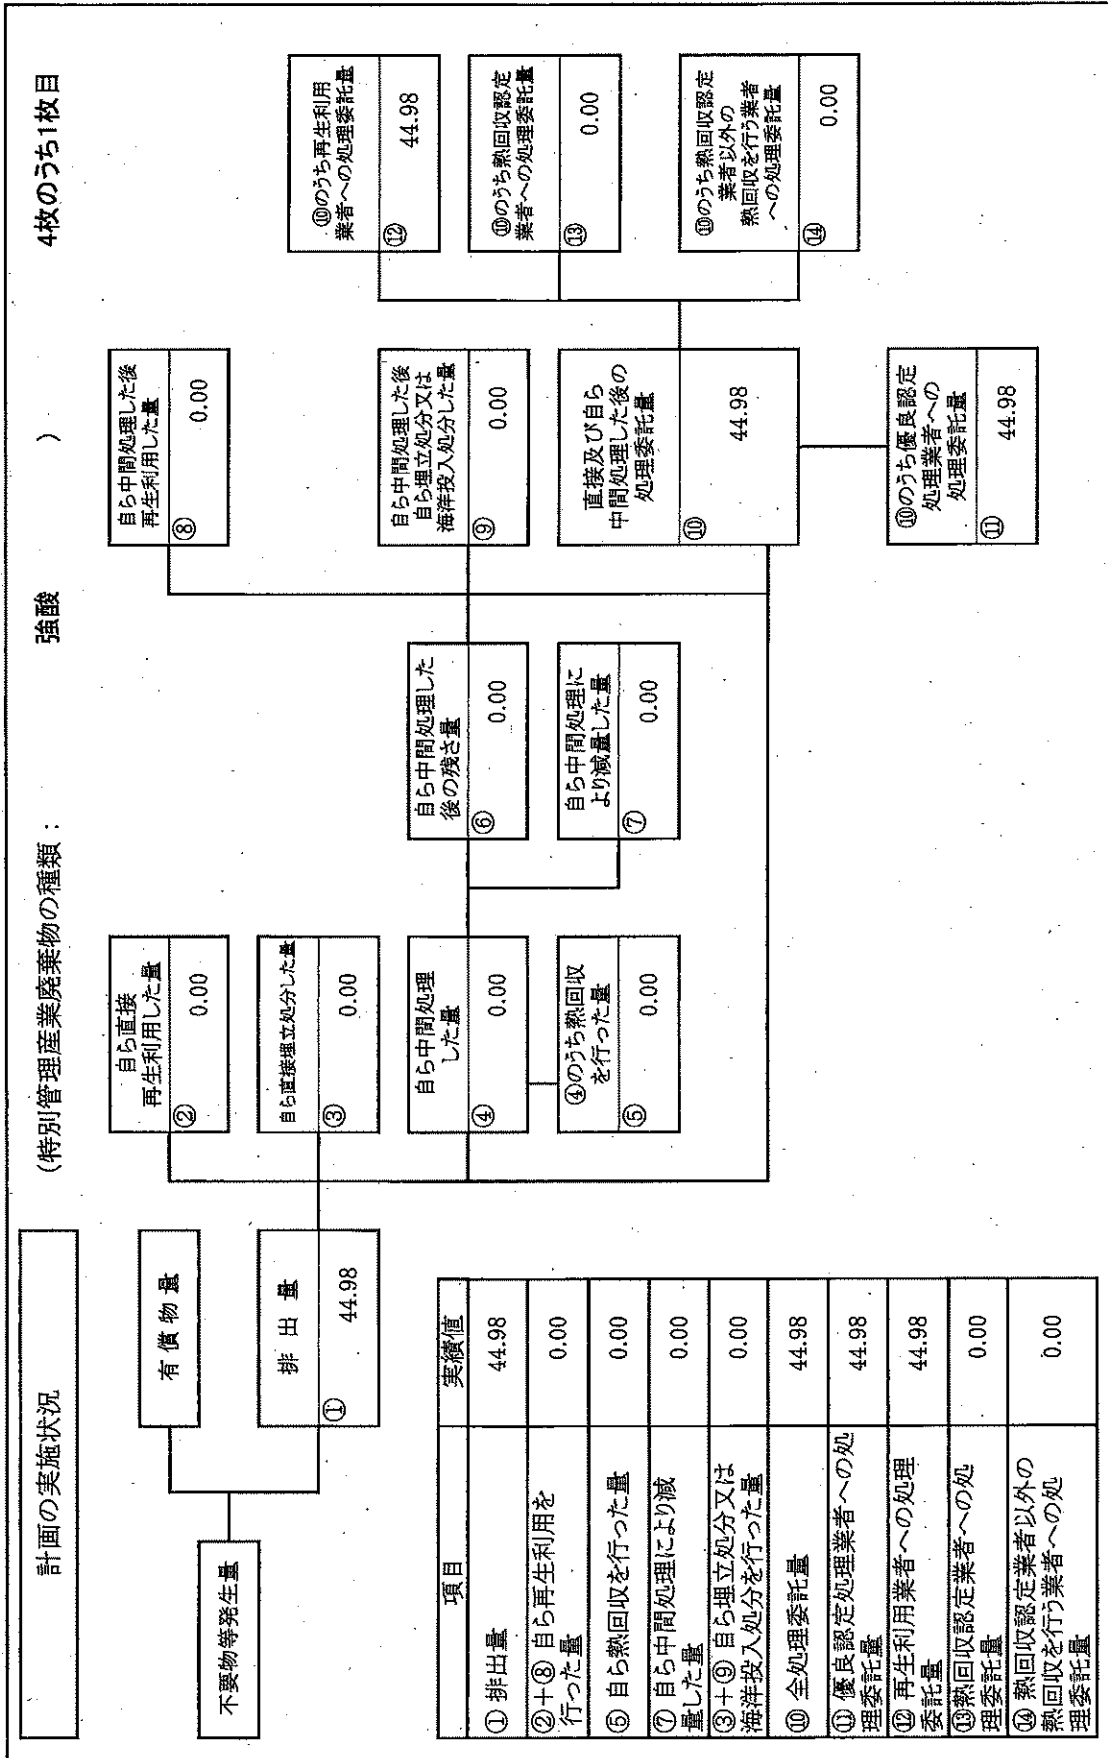 計画の実施状況
(特別管理産業廃棄物の種類:
強酸
)
4枚のうち1枚目
不要物等発生量
有償物量
排出量
①
44.98
自ら直接
再生利用した量
②
0.00
自ら直接埋立処分した量
③
0.00
自ら中間処理
した量
④
0.00
④のうち熱回収
を行った量
⑤
0.00
自ら中間処理した
後の残さ量
⑥
0.00
自ら中間処理に
より減量した量
⑦
0.00
自ら中間処理した後
再生利用した量
⑧
0.00
自ら中間処理した後
自ら埋立処分又は
海洋投入処分した量
⑨
0.00
直接及び自ら
中間処理した後の
処理委託量
⑩
44.98
⑩のうち優良認定
処理業者への
処理委託量
⑪
44.98
⑩のうち再生利用
業者への処理委託量
⑫
44.98
⑩のうち熱回収認定
業者への処理委託量
⑬
0.00
⑩のうち熱回収認定
業者以外の
熱回収を行う業者
への処理委託量
⑭
0.00
項目
実績値
① 排出量
44.98
②+⑧ 自ら再生利用を
行った量
0.00
⑤ 自ら熱回収を行った量
0.00
⑦ 自ら中間処理により減
量した量
0.00
③+⑨ 自ら埋立処分又は
海洋投入処分を行った量
0.00
⑩ 全処理委託量
44.98
⑪ 優良認定処理業者への処
理委託量
44.98
⑫ 再生利用業者への処理
委託量
44.98
⑬熱回収認定業者への処
理委託量
0.00
⑭ 熱回収認定業者以外の
熱回収を行う業者への処
理委託量
0.00